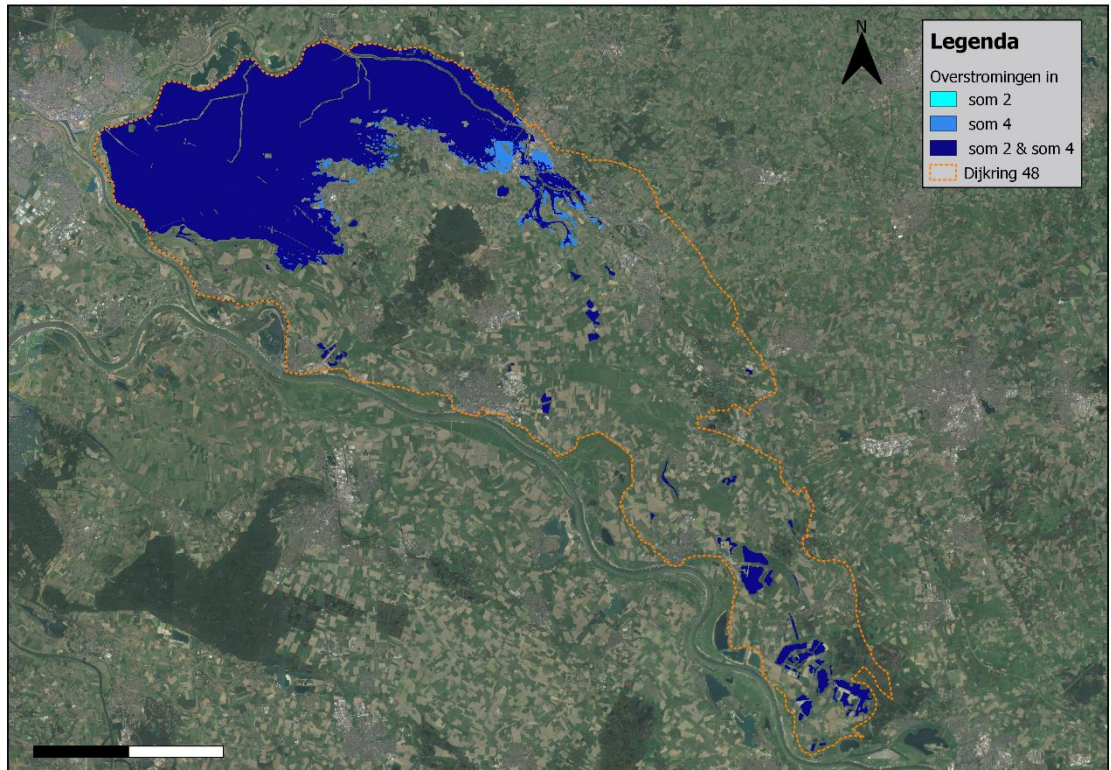 N
Legenda
Overstromingen in
som 2
som 4
som 2 & som 4
Dijkring 48